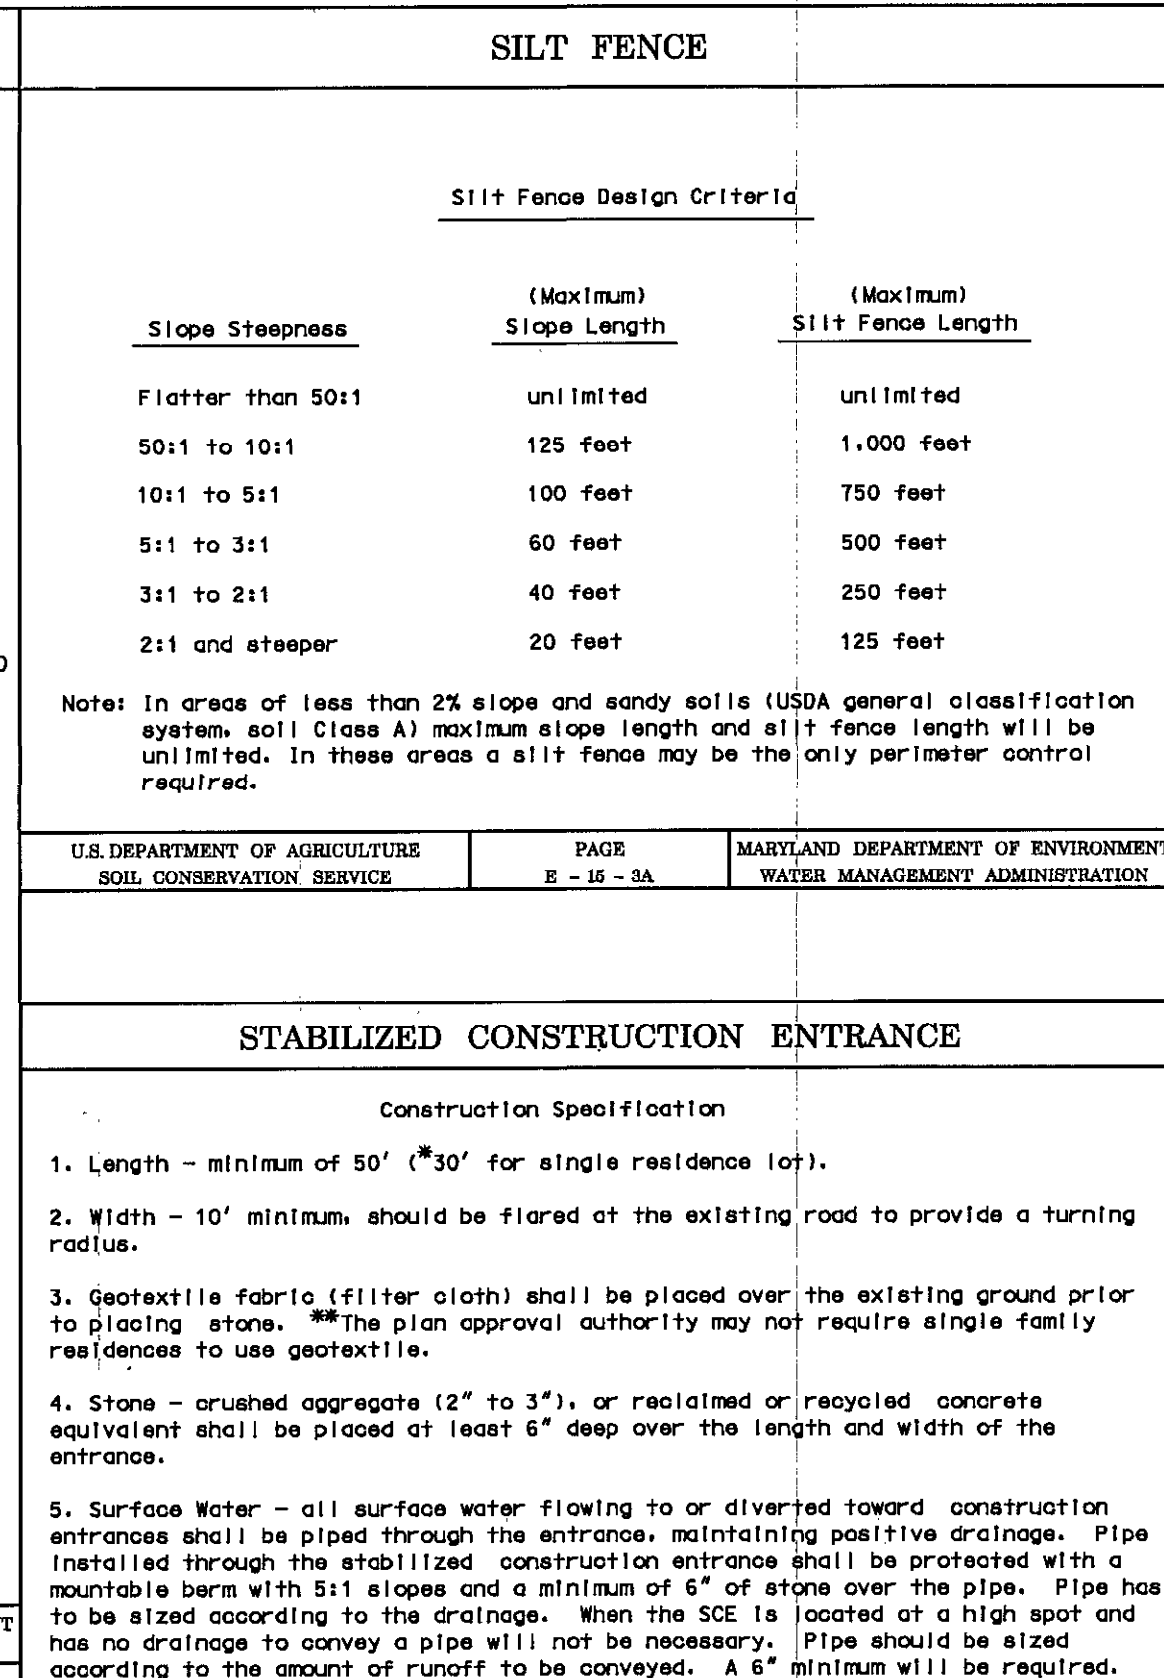 SILT FENCE
Silt Fence Design Criteria
(Maximum) (Maximum)
Slope Steepness Slope Length Silt Fence Length
Flatter than 50:1 unlimited unlimited
50:1 to 10:1 125 feet 1,000 feet
10:1 to 5:1 100 feet 750 feet
5:1 to 3:1 60 feet 500 feet
3:1 to 2:1 40 feet 250 feet
2:1 and steeper 20 feet 125 feet
Note: In areas of less than 2% slope and sandy soils (USDA general classification
system, soil Class A) maximum slope length and silt fence length will be
unlimited. In these areas a silt fence may be the only perimeter control
required.
U.S. DEPARTMENT OF AGRICULTURE PAGE MARYLAND DEPARTMENT OF ENVIRONMENT
SOIL CONSERVATION SERVICE E - 15 - 3A WATER MANAGEMENT ADMINISTRATION
STABILIZED CONSTRUCTION ENTRANCE
Construction Specification
1. Length – minimum of 50' (*30' for single residence lot).
2. Width – 10' minimum, should be flared at the existing road to provide a turning
radius.
3. Geotextile fabric (filter cloth) shall be placed over the existing ground prior
to placing stone. **The plan approval authority may not require single family
residences to use geotextile.
4. Stone – crushed aggregate (2" to 3"), or reclaimed or recycled concrete
equivalent shall be placed at least 6" deep over the length and width of the
entrance.
5. Surface Water – all surface water flowing to or diverted toward construction
entrances shall be piped through the entrance, maintaining positive drainage. Pipe
installed through the stabilized construction entrance shall be protected with a
mountable berm with 5:1 slopes and a minimum of 6" of stone over the pipe. Pipe has
to be sized according to the drainage. When the SCE is located at a high spot and
has no drainage to convey a pipe will not be necessary. Pipe should be sized
according to the amount of runoff to be conveyed. A 6" minimum will be required.